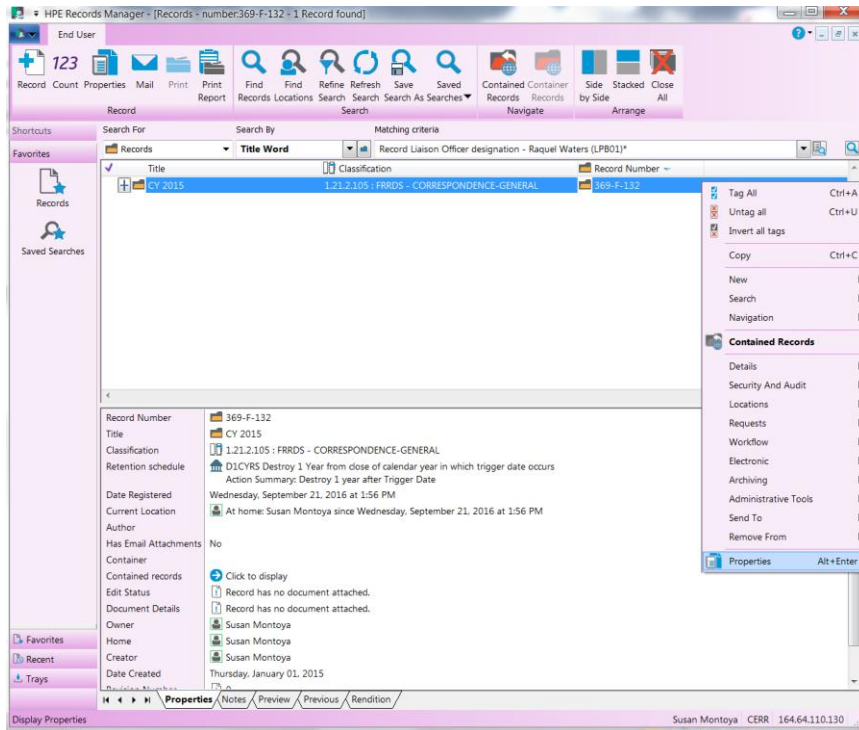 HPE Records Manager - [Records - number:369-F-132 - 1 Record found]
End User
123
Record Count Properties Mail Print Print Report Find Records Find Locations Refine Search Refresh Search Save Search As Saved Searches Contained Records Container Records Side by Side Stacked Close All
Record Search Navigate Arrange
Shortcuts Search For Search By Matching criteria
Favorites Records Title Word Record Liaison Officer designation - Raquel Waters (LPB01)*
Title Classification Record Number
CY 2015 1.21.2.105 : FRRDS - CORRESPONDENCE-GENERAL 369-F-132
Records
Saved Searches
Tag All Ctrl+A
Untag all Ctrl+U
Invert all tags
Copy Ctrl+C
New
Search
Navigation
Contained Records
Details
Security And Audit
Locations
Requests
Workflow
Electronic
Archiving
Administrative Tools
Send To
Remove From
Properties Alt+Enter
Record Number 369-F-132
Title CY 2015
Classification 1.21.2.105 : FRRDS - CORRESPONDENCE-GENERAL
Retention schedule D1CYRS Destroy 1 Year from close of calendar year in which trigger date occurs
Action Summary: Destroy 1 year after Trigger Date
Date Registered Wednesday, September 21, 2016 at 1:56 PM
Current Location At home: Susan Montoya since Wednesday, September 21, 2016 at 1:56 PM
Author
Has Email Attachments No
Container
Contained records Click to display
Edit Status Record has no document attached.
Document Details Record has no document attached.
Owner Susan Montoya
Home Susan Montoya
Creator Susan Montoya
Date Created Thursday, January 01, 2015
Revision Number 0
Favorites
Recent
Trays
Properties Notes Preview Previous Rendition
Display Properties Susan Montoya CERR 164.64.110.130